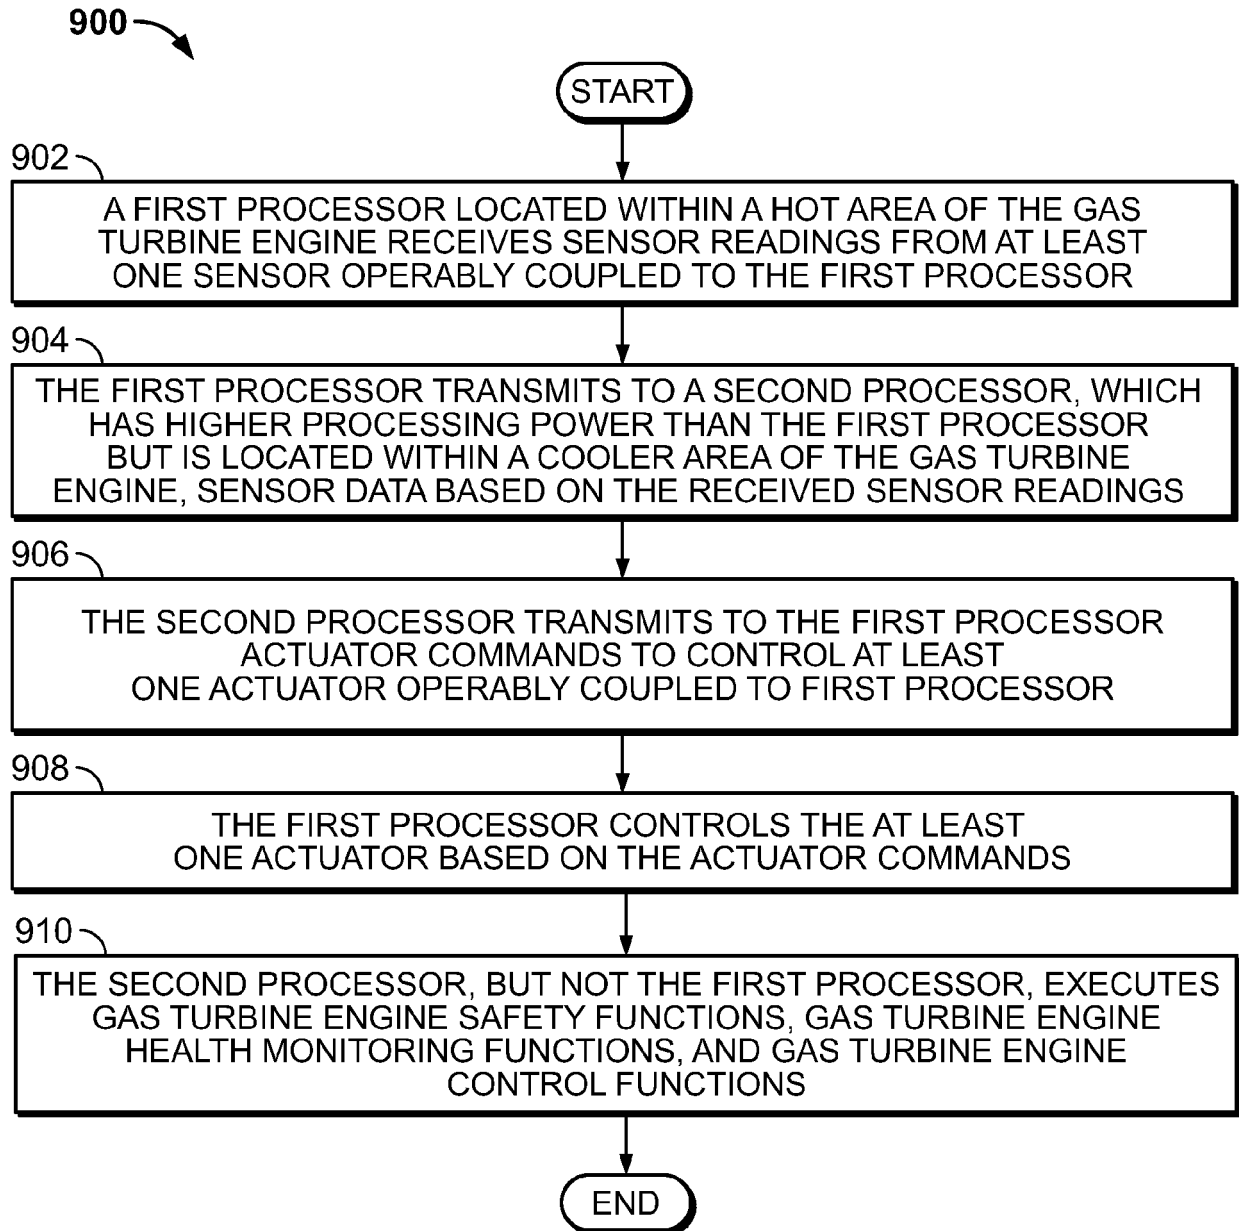 900
START
902
A FIRST PROCESSOR LOCATED WITHIN A HOT AREA OF THE GAS
TURBINE ENGINE RECEIVES SENSOR READINGS FROM AT LEAST
ONE SENSOR OPERABLY COUPLED TO THE FIRST PROCESSOR
904
THE FIRST PROCESSOR TRANSMITS TO A SECOND PROCESSOR, WHICH
HAS HIGHER PROCESSING POWER THAN THE FIRST PROCESSOR
BUT IS LOCATED WITHIN A COOLER AREA OF THE GAS TURBINE
ENGINE, SENSOR DATA BASED ON THE RECEIVED SENSOR READINGS
906
THE SECOND PROCESSOR TRANSMITS TO THE FIRST PROCESSOR
ACTUATOR COMMANDS TO CONTROL AT LEAST
ONE ACTUATOR OPERABLY COUPLED TO FIRST PROCESSOR
908
THE FIRST PROCESSOR CONTROLS THE AT LEAST
ONE ACTUATOR BASED ON THE ACTUATOR COMMANDS
910
THE SECOND PROCESSOR, BUT NOT THE FIRST PROCESSOR, EXECUTES
GAS TURBINE ENGINE SAFETY FUNCTIONS, GAS TURBINE ENGINE
HEALTH MONITORING FUNCTIONS, AND GAS TURBINE ENGINE
CONTROL FUNCTIONS
END